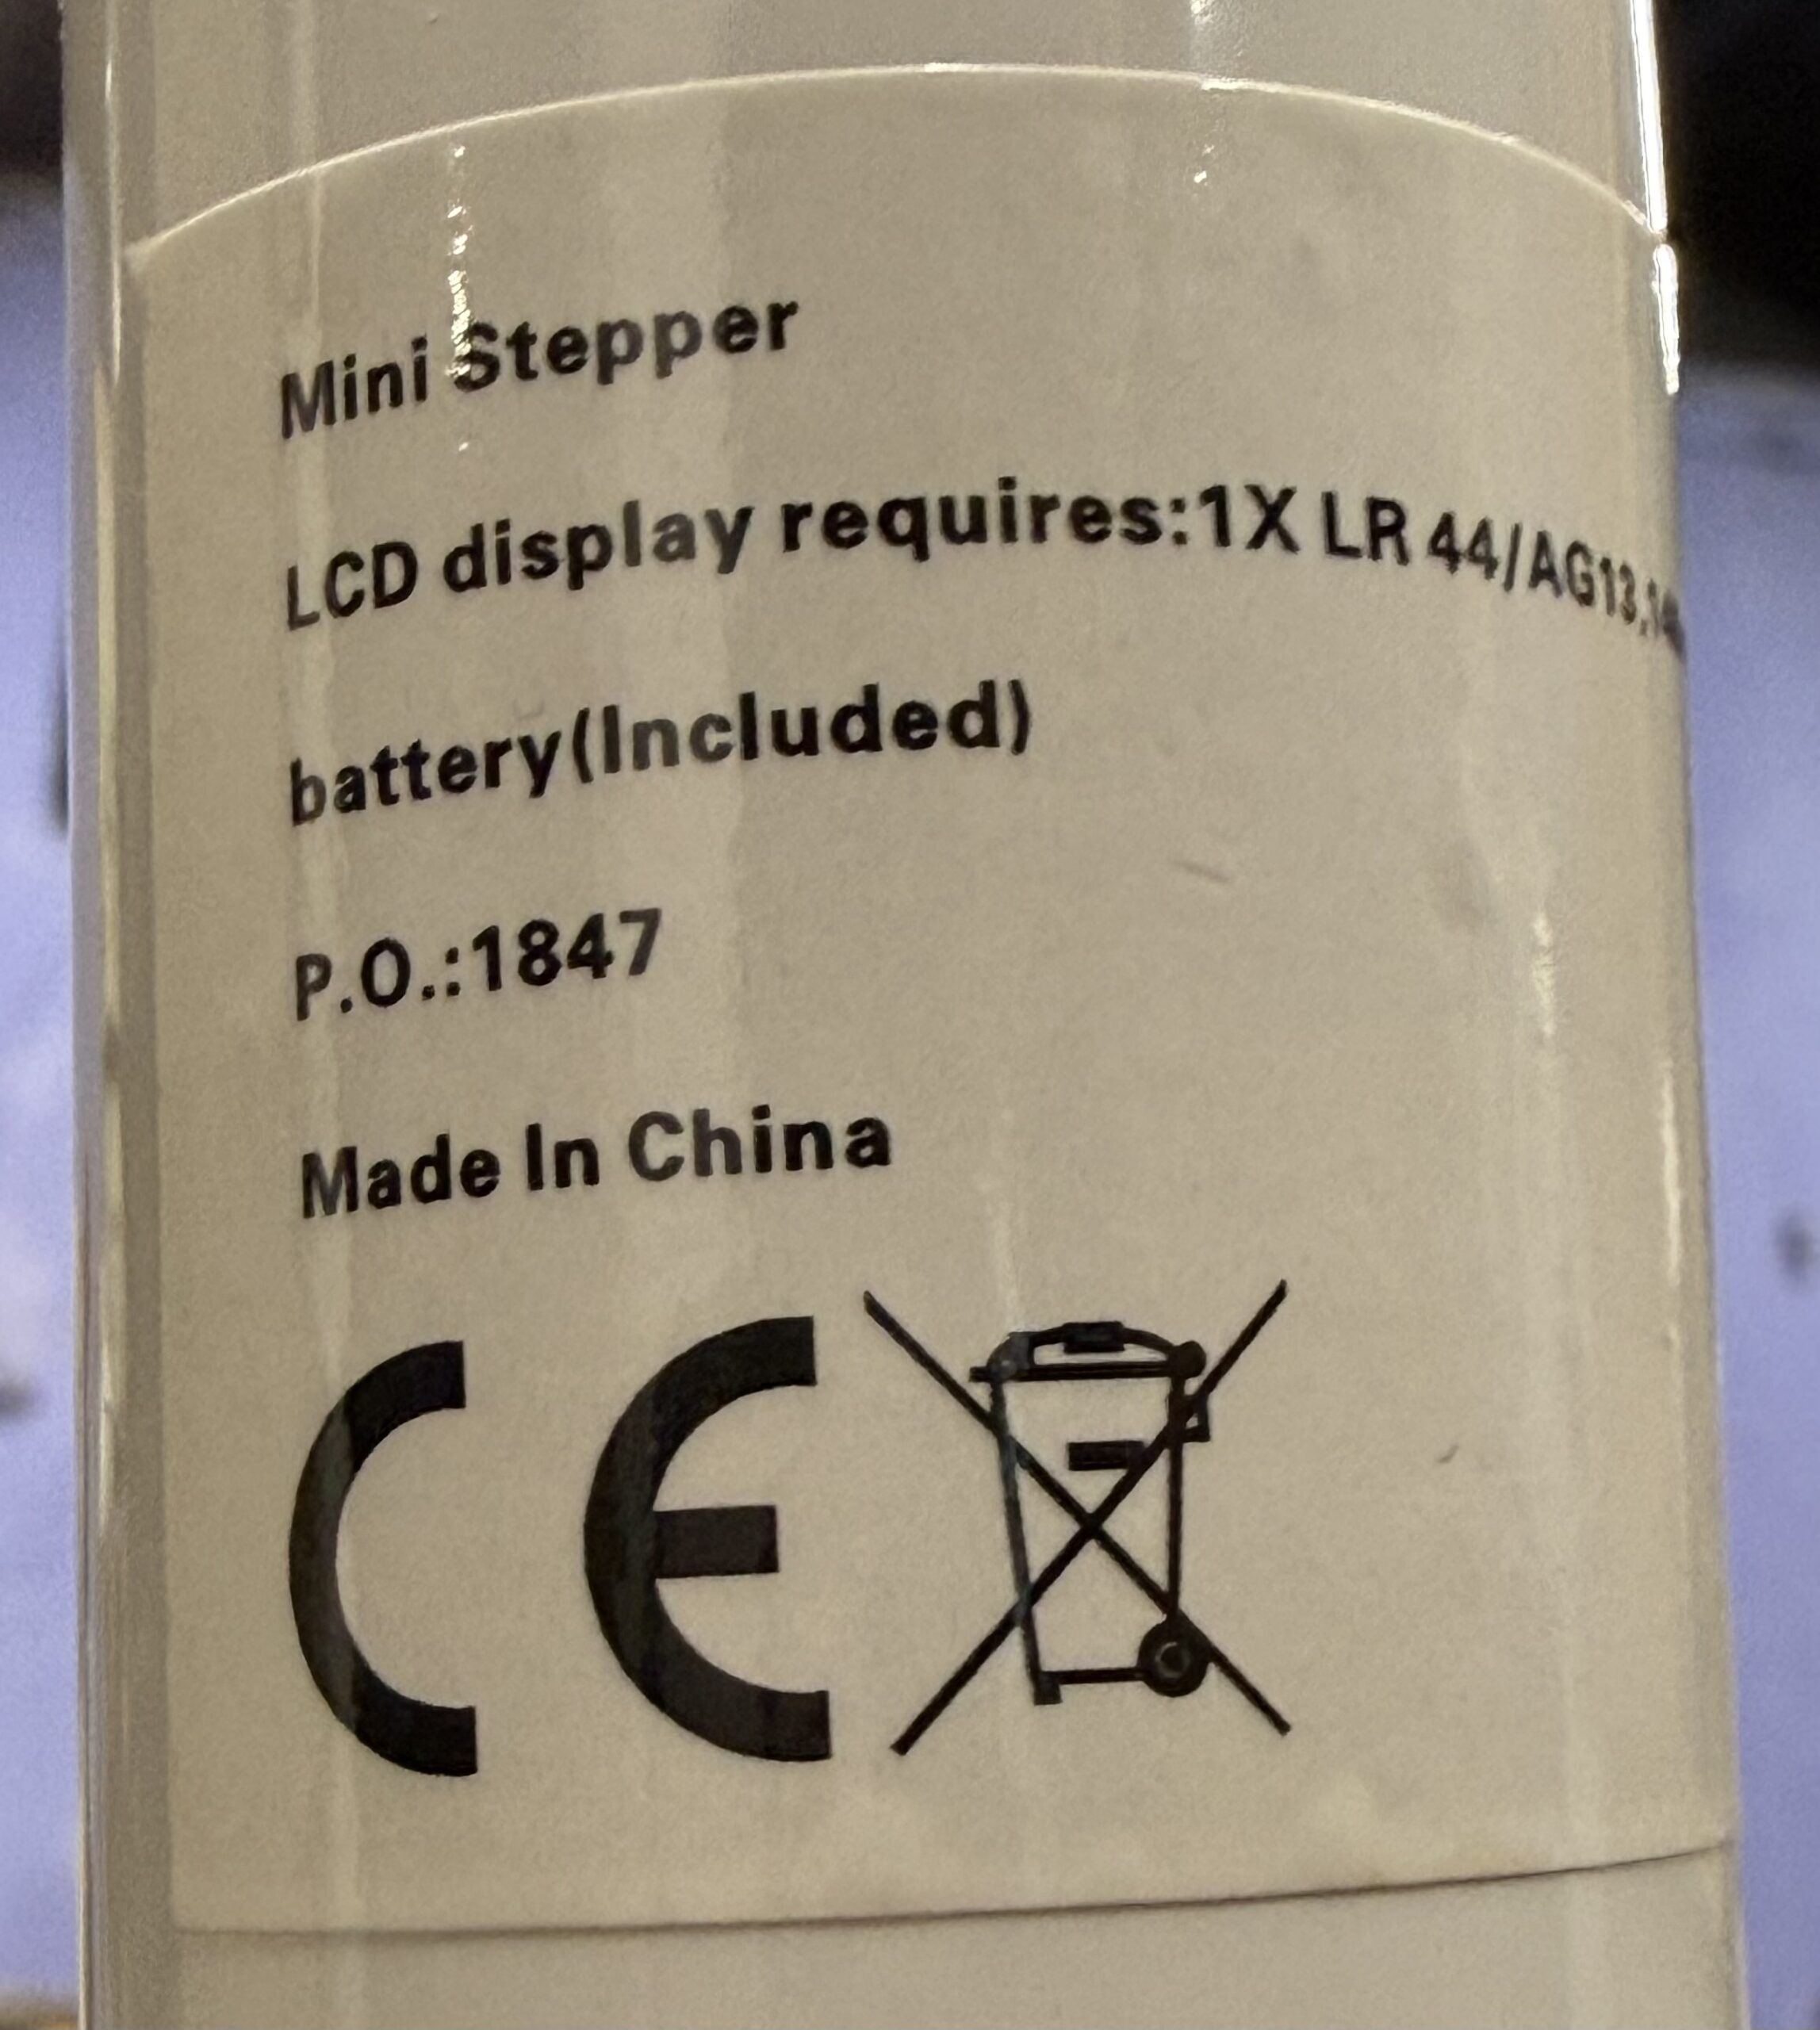 Mini Stepper
LCD display requires:1X LR 44/AG13,
battery(Included)
P.O.:1847
Made In China
CE